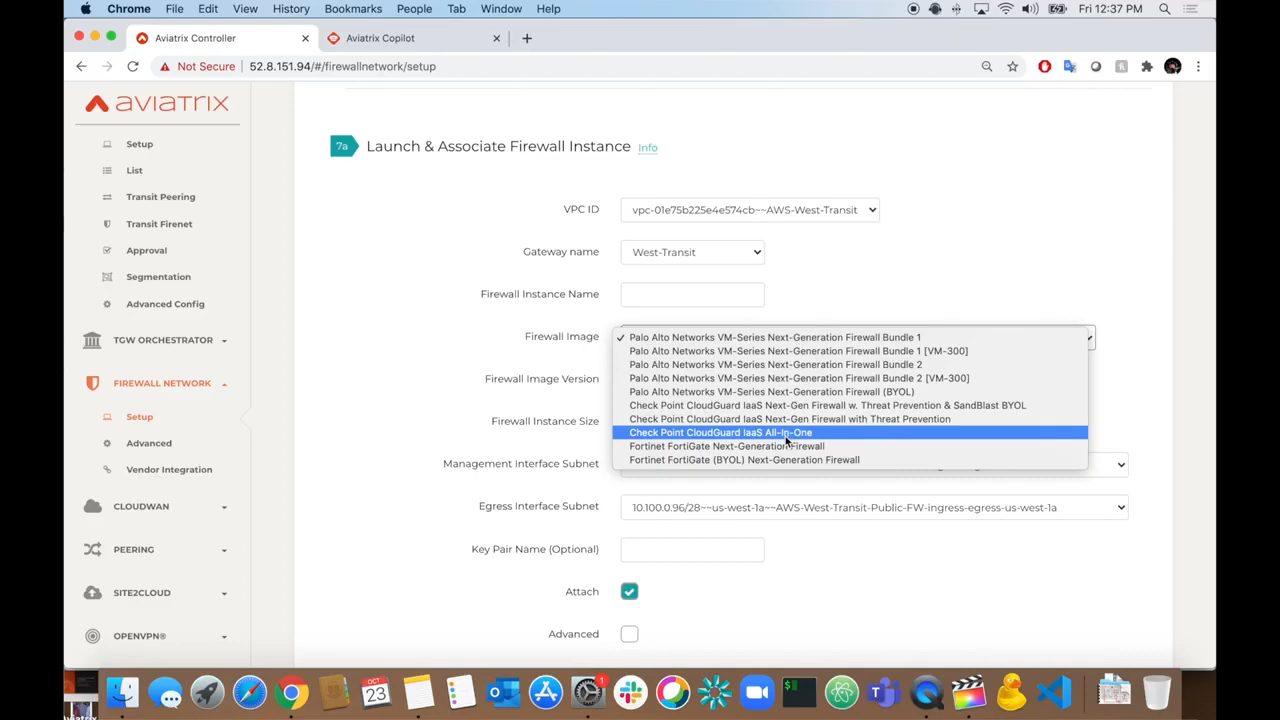 Chrome File Edit View History Bookmarks People Tab Window Help Fri 12:37 PM
Aviatrix Controller
Aviatrix Copilot
Not Secure 52.8.151.94/#/firewallnetwork/setup
aviatrix
Setup
List
Transit Peering
Transit Firenet
Approval
Segmentation
Advanced Config
TGW ORCHESTRATOR
FIREWALL NETWORK
Setup
Advanced
Vendor Integration
CLOUDWAN
PEERING
SITE2CLOUD
OPENVPN®
7a Launch & Associate Firewall Instance Info
VPC ID vpc-01e75b225e4e574cb~~AWS-West-Transit
Gateway name West-Transit
Firewall Instance Name
Firewall Image
Palo Alto Networks VM-Series Next-Generation Firewall Bundle 1
Palo Alto Networks VM-Series Next-Generation Firewall Bundle 1 [VM-300]
Palo Alto Networks VM-Series Next-Generation Firewall Bundle 2
Palo Alto Networks VM-Series Next-Generation Firewall Bundle 2 [VM-300]
Palo Alto Networks VM-Series Next-Generation Firewall (BYOL)
Check Point CloudGuard IaaS Next-Gen Firewall w. Threat Prevention & SandBlast BYOL
Check Point CloudGuard IaaS Next-Gen Firewall with Threat Prevention
Check Point CloudGuard IaaS All-In-One
Fortinet FortiGate Next-Generation Firewall
Fortinet FortiGate (BYOL) Next-Generation Firewall
Firewall Image Version
Firewall Instance Size
Management Interface Subnet
Egress Interface Subnet 10.100.0.96/28~~us-west-1a~~AWS-West-Transit-Public-FW-ingress-egress-us-west-1a
Key Pair Name (Optional)
Attach
Advanced
OCT
23
1